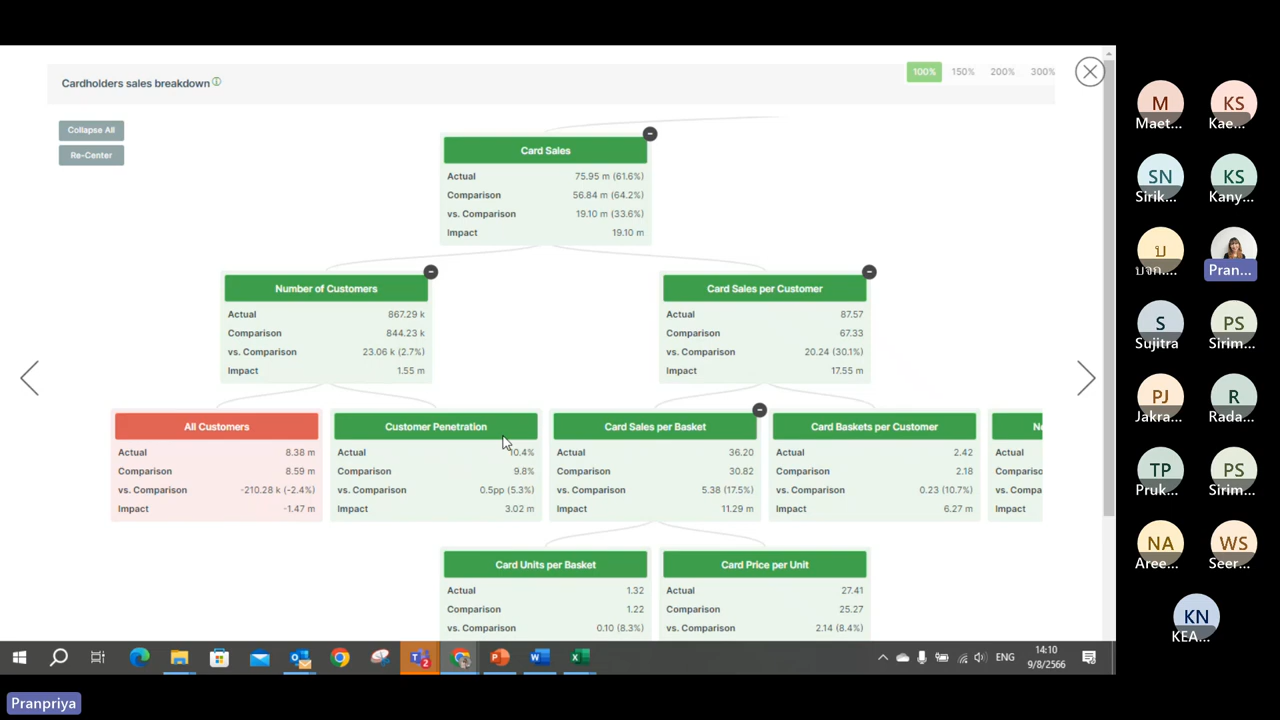 Cardholders sales breakdown
100% 150% 200% 300%
Collapse All
Re-Center
Card Sales
Actual 75.95 m (61.6%)
Comparison 56.84 m (64.2%)
vs. Comparison 19.10 m (33.6%)
Impact 19.10 m
Number of Customers
Actual 867.29 k
Comparison 844.23 k
vs. Comparison 23.06 k (2.7%)
Impact 1.55 m
Card Sales per Customer
Actual 87.57
Comparison 67.33
vs. Comparison 20.24 (30.1%)
Impact 17.55 m
All Customers
Actual 8.38 m
Comparison 8.59 m
vs. Comparison -210.28 k (-2.4%)
Impact -1.47 m
Customer Penetration
Actual 10.4%
Comparison 9.8%
vs. Comparison 0.5pp (5.3%)
Impact 3.02 m
Card Sales per Basket
Actual 36.20
Comparison 30.82
vs. Comparison 5.38 (17.5%)
Impact 11.29 m
Card Baskets per Customer
Actual 2.42
Comparison 2.18
vs. Comparison 0.23 (10.7%)
Impact 6.27 m
Actual
Impact
Card Units per Basket
Actual 1.32
Comparison 1.22
vs. Comparison 0.10 (8.3%)
Card Price per Unit
Actual 27.41
Comparison 25.27
vs. Comparison 2.14 (8.4%)
2
ENG
14:10
9/8/2566
Pranpriya
M
Maet...
KS
Kae...
SN
Sirik...
KS
Kany...
บ
บจก....
Pran...
S
Sujitra
PS
Sirim...
PJ
Jakra...
R
Rada...
TP
Pruk...
PS
Sirim...
NA
Aree...
WS
Seer...
KN
KEA...